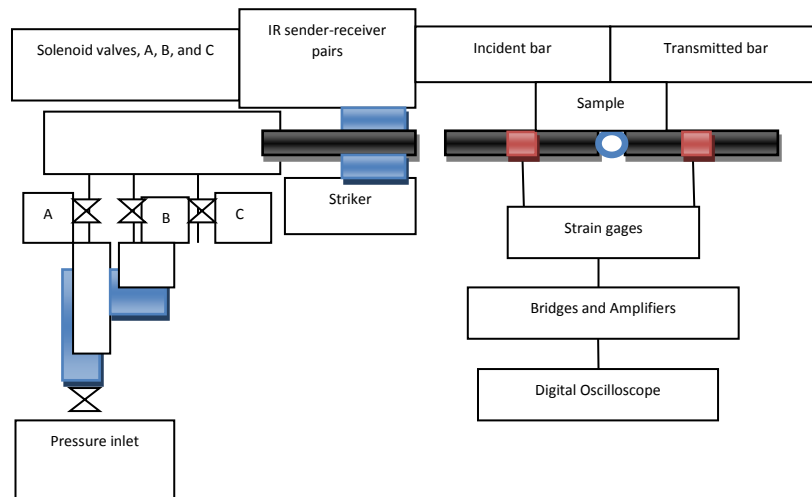 Solenoid valves, A, B, and C
IR sender-receiver
pairs
Incident bar
Transmitted bar
Sample
A
B
C
Striker
Strain gages
Bridges and Amplifiers
Digital Oscilloscope
Pressure inlet